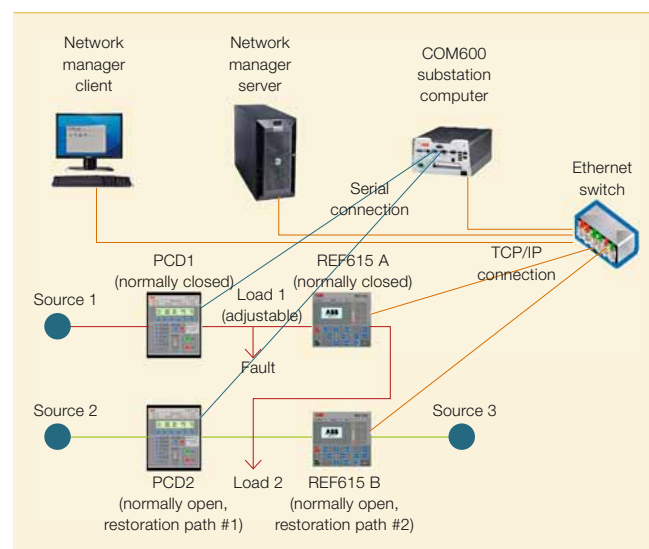 Network
manager
client
Network
manager
server
COM600
substation
computer
Ethernet
switch
Serial
connection
TCP/IP
connection
PCD1
(normally closed)
REF615 A
(normally closed)
Source 1
Load 1
(adjustable)
ABB
Fault
Source 2
Source 3
ABB
PCD2
(normally open,
restoration path #1)
Load 2
REF615 B
(normally open,
restoration path #2)